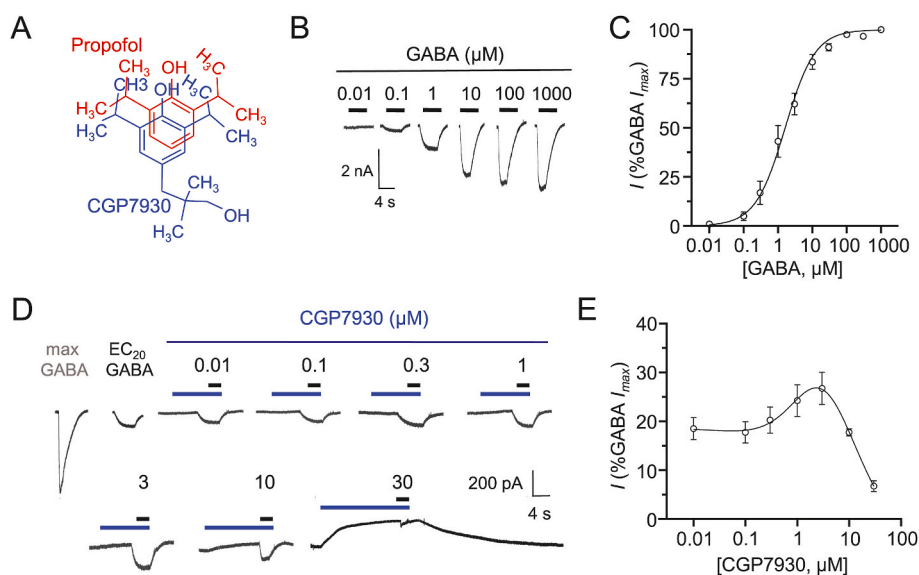 A
Propofol
CH₃
OH
H₃C
CH₃
CH3
OH
H₃C
H₃C
CH₃
H₃C
CH₃
CH₃
CGP7930
OH
H₃C
B
GABA (µM)
0.01 0.1 1 10 100 1000
2 nA
4 s
C
I (%GABA Imax)
100
75
50
25
0
0.01 0.1 1 10 100 1000
[GABA, µM]
D
CGP7930 (µM)
max
GABA
EC₂₀
GABA
0.01 0.1 0.3 1
3 10 30
200 pA
4 s
E
I (%GABA Imax)
40
30
20
10
0
0.01 0.1 1 10 100
[CGP7930, µM]